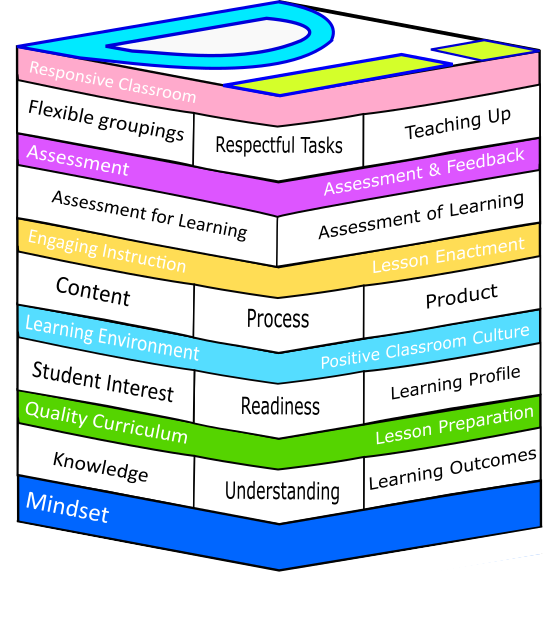 Responsive Classroom
Flexible groupings Respectful Tasks Teaching Up
Assessment Assessment & Feedback
Assessment for Learning Assessment of Learning
Engaging Instruction Lesson Enactment
Content Process Product
Learning Environment Positive Classroom Culture
Student Interest Readiness Learning Profile
Quality Curriculum Lesson Preparation
Knowledge Understanding Learning Outcomes
Mindset